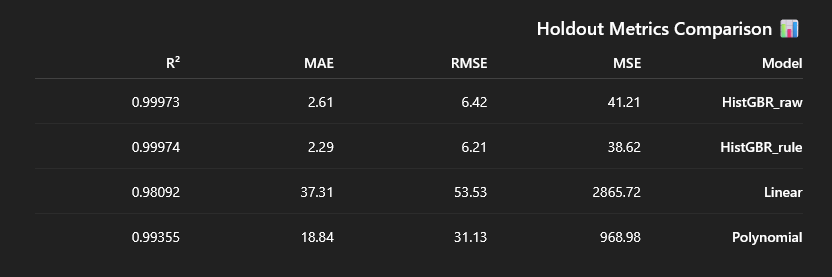 Holdout Metrics Comparison 📊
R² MAE RMSE MSE Model
0.99973 2.61 6.42 41.21 HistGBR_raw
0.99974 2.29 6.21 38.62 HistGBR_rule
0.98092 37.31 53.53 2865.72 Linear
0.99355 18.84 31.13 968.98 Polynomial